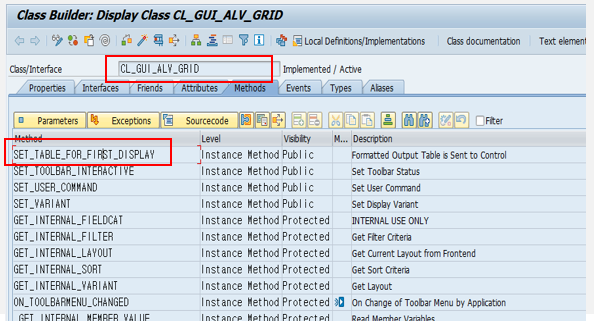 Class Builder: Display Class CL_GUI_ALV_GRID
Local Definitions/Implementations Class documentation Text elemen
Class/Interface CL_GUI_ALV_GRID Implemented / Active
Properties Interfaces Friends Attributes Methods Events Types Aliases
Parameters Exceptions Sourcecode Filter
Method Level Visibility M... Description
SET_TABLE_FOR_FIRST_DISPLAY Instance Method Public Formatted Output Table is Sent to Control
SET_TOOLBAR_INTERACTIVE Instance Method Public Set Toolbar Status
SET_USER_COMMAND Instance Method Public Set User Command
SET_VARIANT Instance Method Public Set Display Variant
GET_INTERNAL_FIELDCAT Instance Method Protected INTERNAL USE ONLY
GET_INTERNAL_FILTER Instance Method Protected Get Filter Criteria
GET_INTERNAL_LAYOUT Instance Method Protected Get Current Layout from Frontend
GET_INTERNAL_SORT Instance Method Protected Get Sort Criteria
GET_INTERNAL_VARIANT Instance Method Protected Get Layout
ON_TOOLBARMENU_CHANGED Instance Method Protected On Change of Toolbar Menu by Application
_GET_INTERNAL_MEMBER_VALUE Instance Method Protected Read Member Variables